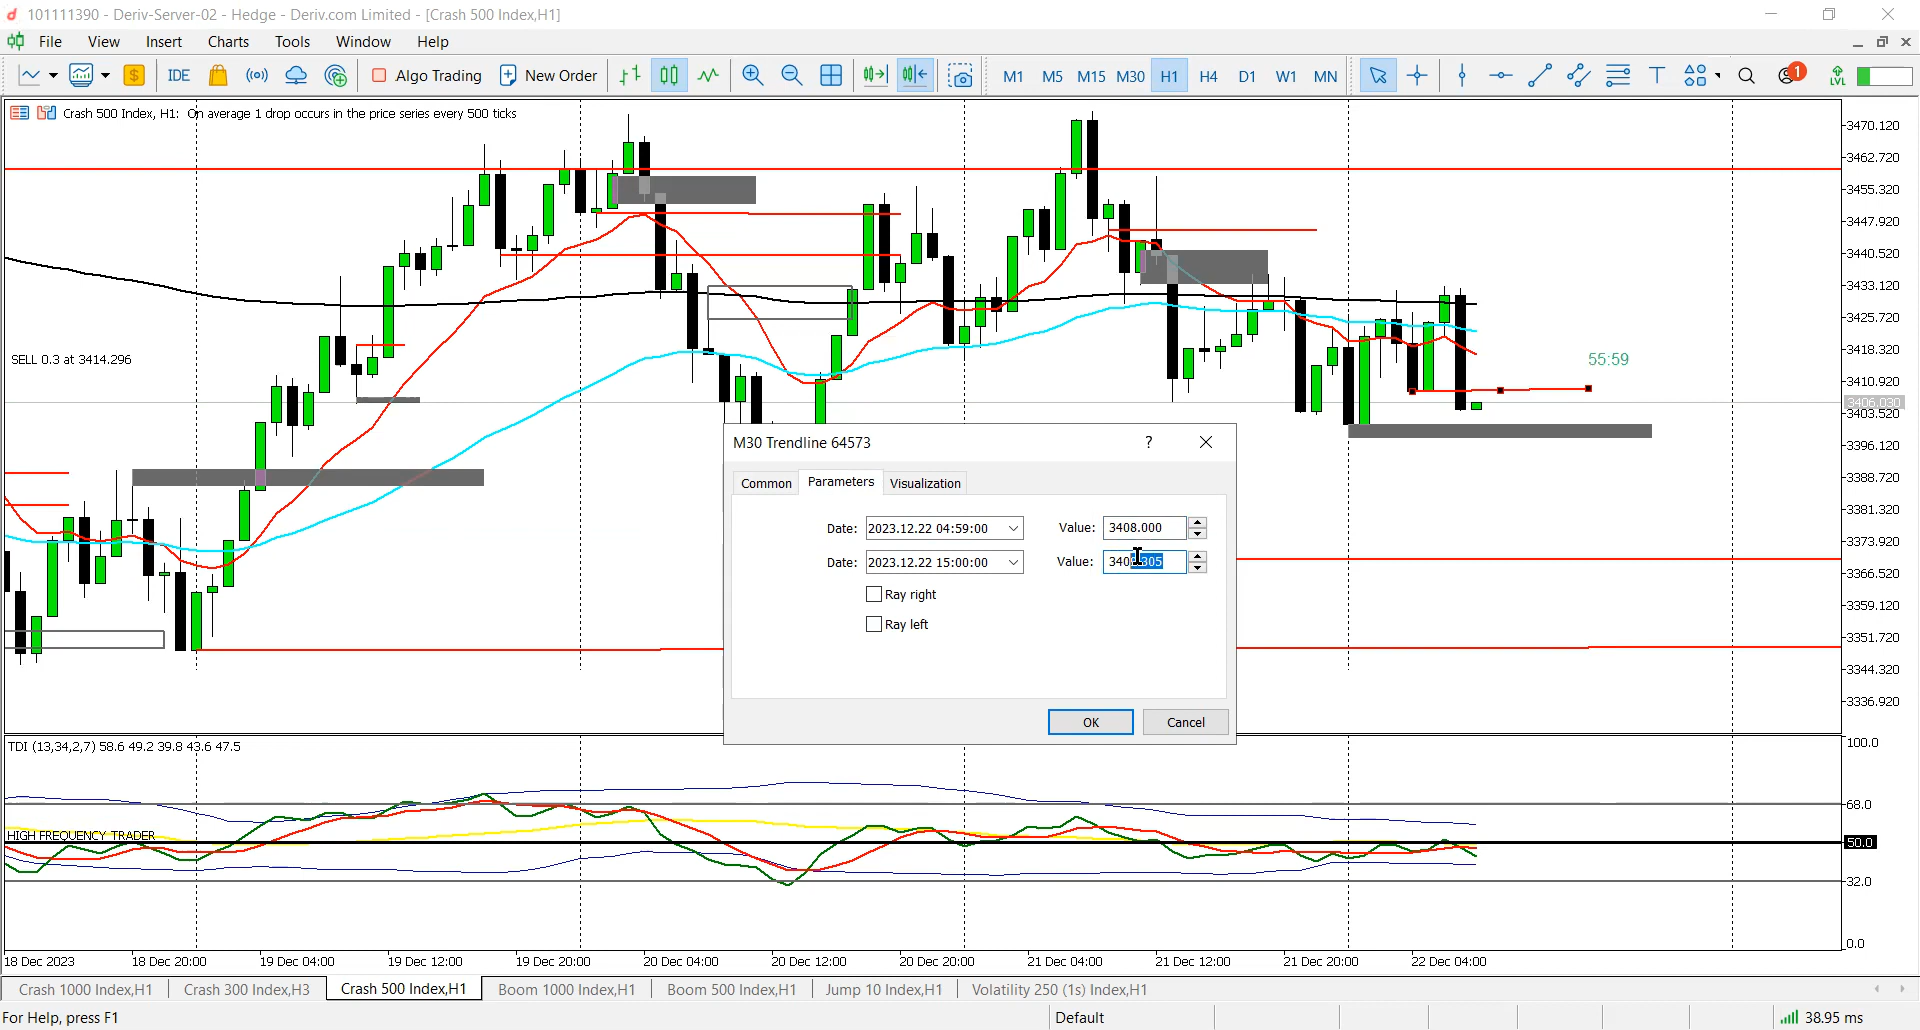 101111390 - Deriv-Server-02 - Hedge - Deriv.com Limited - [Crash 500 Index,H1]
File View Insert Charts Tools Window Help
IDE Algo Trading New Order M1 M5 M15 M30 H1 H4 D1 W1 MN T 1 LVL
Crash 500 Index, H1: On average 1 drop occurs in the price series every 500 ticks
3470.120
3462.720
3455.320
3447.920
3440.520
3433.120
3425.720
3418.320
SELL 0.3 at 3414.296
55:59
3410.920
3406.030
3403.520
3396.120
3388.720
3381.320
3373.920
3366.520
3359.120
3351.720
3344.320
3336.920
M30 Trendline 64573 ?
Common Parameters Visualization
Date: 2023.12.22 04:59:00 Value: 3408.000
Date: 2023.12.22 15:00:00 Value: 340.305
Ray right
Ray left
OK Cancel
TDI (13,34,2,7) 58.6 49.2 39.8 43.6 47.5
100.0
68.0
HIGH FREQUENCY TRADER
50.0
32.0
0.0
18 Dec 2023 18 Dec 20:00 19 Dec 04:00 19 Dec 12:00 19 Dec 20:00 20 Dec 04:00 20 Dec 12:00 20 Dec 20:00 21 Dec 04:00 21 Dec 12:00 21 Dec 20:00 22 Dec 04:00
Crash 1000 Index,H1 Crash 300 Index,H3 Crash 500 Index,H1 Boom 1000 Index,H1 Boom 500 Index,H1 Jump 10 Index,H1 Volatility 250 (1s) Index,H1
For Help, press F1 Default 38.95 ms